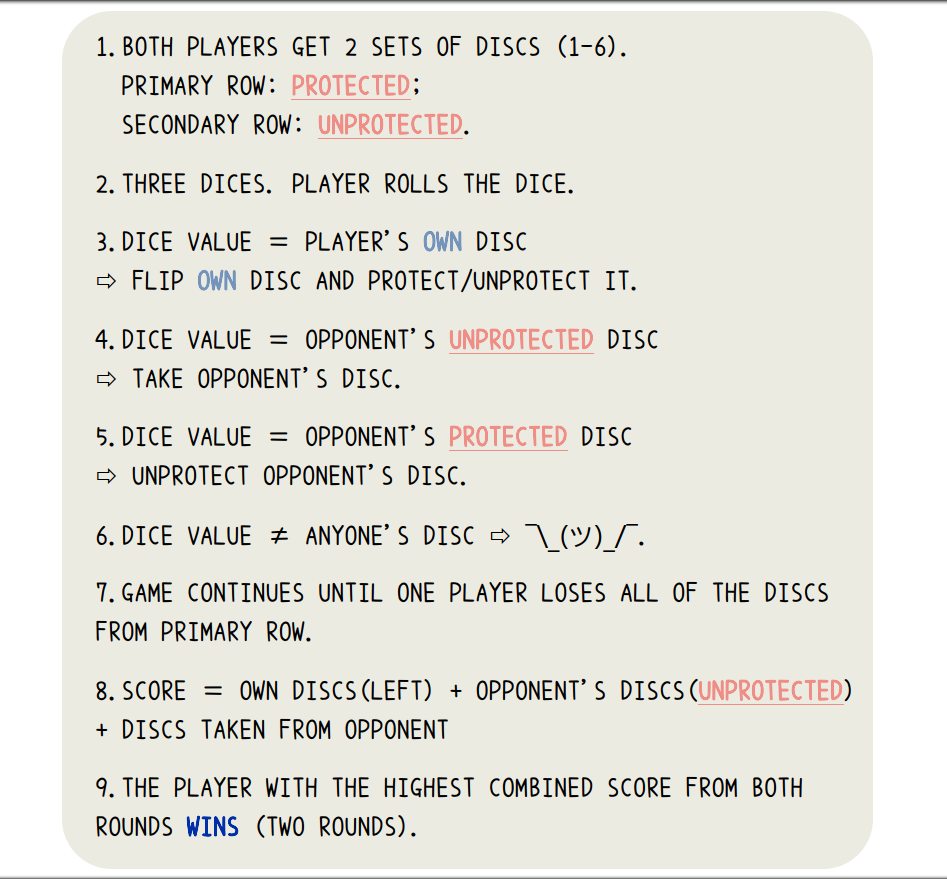 1. BOTH PLAYERS GET 2 SETS OF DISCS (1-6).
PRIMARY ROW: PROTECTED;
SECONDARY ROW: UNPROTECTED.
2. THREE DICES. PLAYER ROLLS THE DICE.
3. DICE VALUE = PLAYER'S OWN DISC
⇨ FLIP OWN DISC AND PROTECT/UNPROTECT IT.
4. DICE VALUE = OPPONENT'S UNPROTECTED DISC
⇨ TAKE OPPONENT'S DISC.
5. DICE VALUE = OPPONENT'S PROTECTED DISC
⇨ UNPROTECT OPPONENT'S DISC.
6. DICE VALUE ≠ ANYONE'S DISC ⇨ ¯\_(ツ)_/¯.
7. GAME CONTINUES UNTIL ONE PLAYER LOSES ALL OF THE DISCS
FROM PRIMARY ROW.
8. SCORE = OWN DISCS(LEFT) + OPPONENT'S DISCS(UNPROTECTED)
+ DISCS TAKEN FROM OPPONENT
9. THE PLAYER WITH THE HIGHEST COMBINED SCORE FROM BOTH
ROUNDS WINS (TWO ROUNDS).